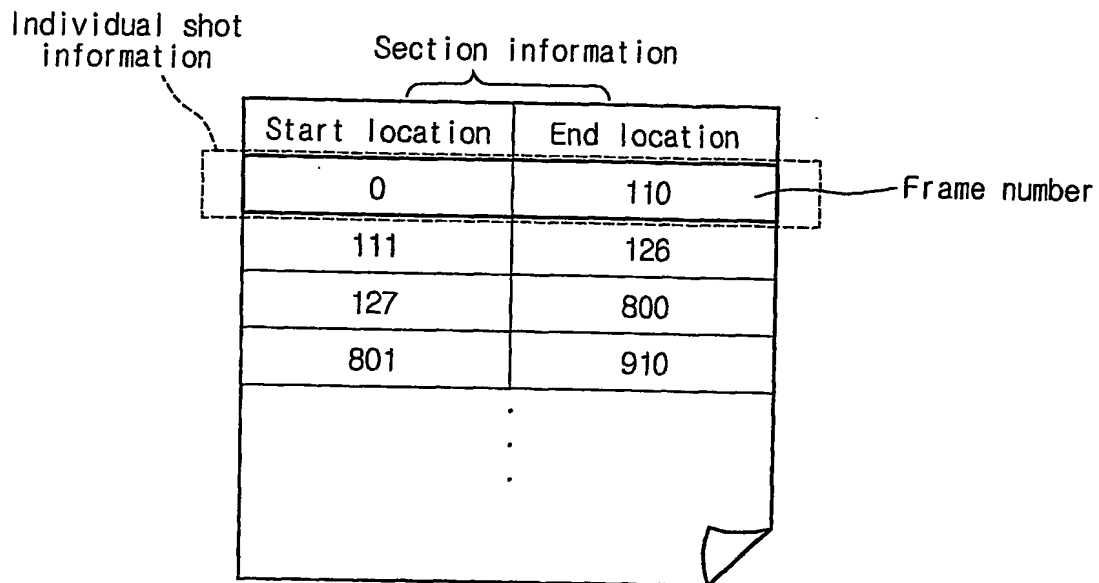 Individual shot
information
Section information
Start location End location
0 110
Frame number
111 126
127 800
801 910